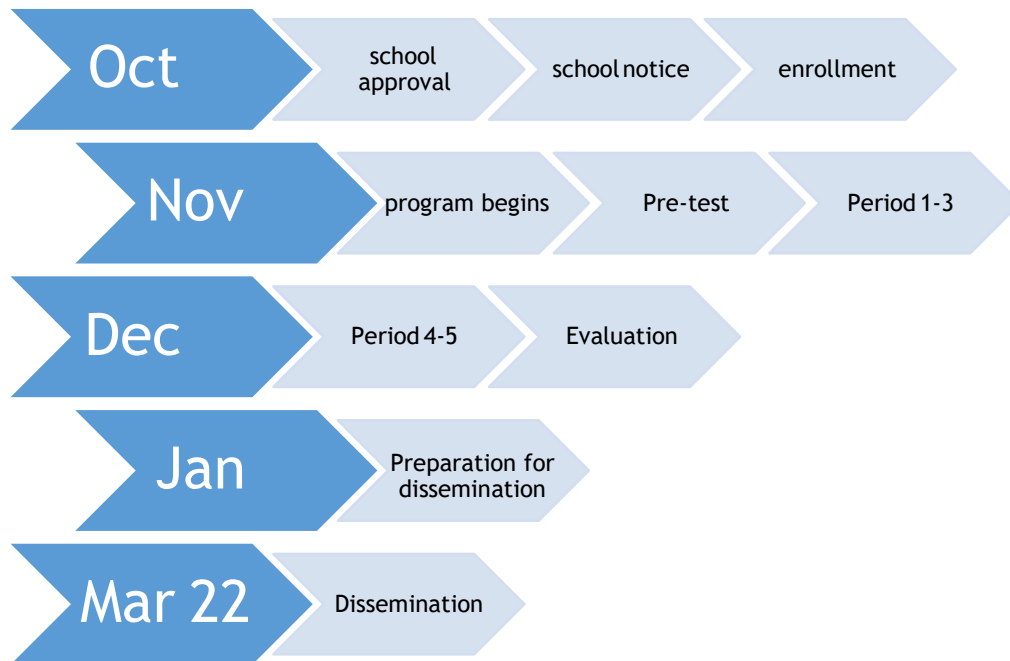 Oct
school
approval
school notice
enrollment
Nov
program begins
Pre-test
Period 1-3
Dec
Period 4-5
Evaluation
Jan
Preparation for
dissemination
Mar 22
Dissemination